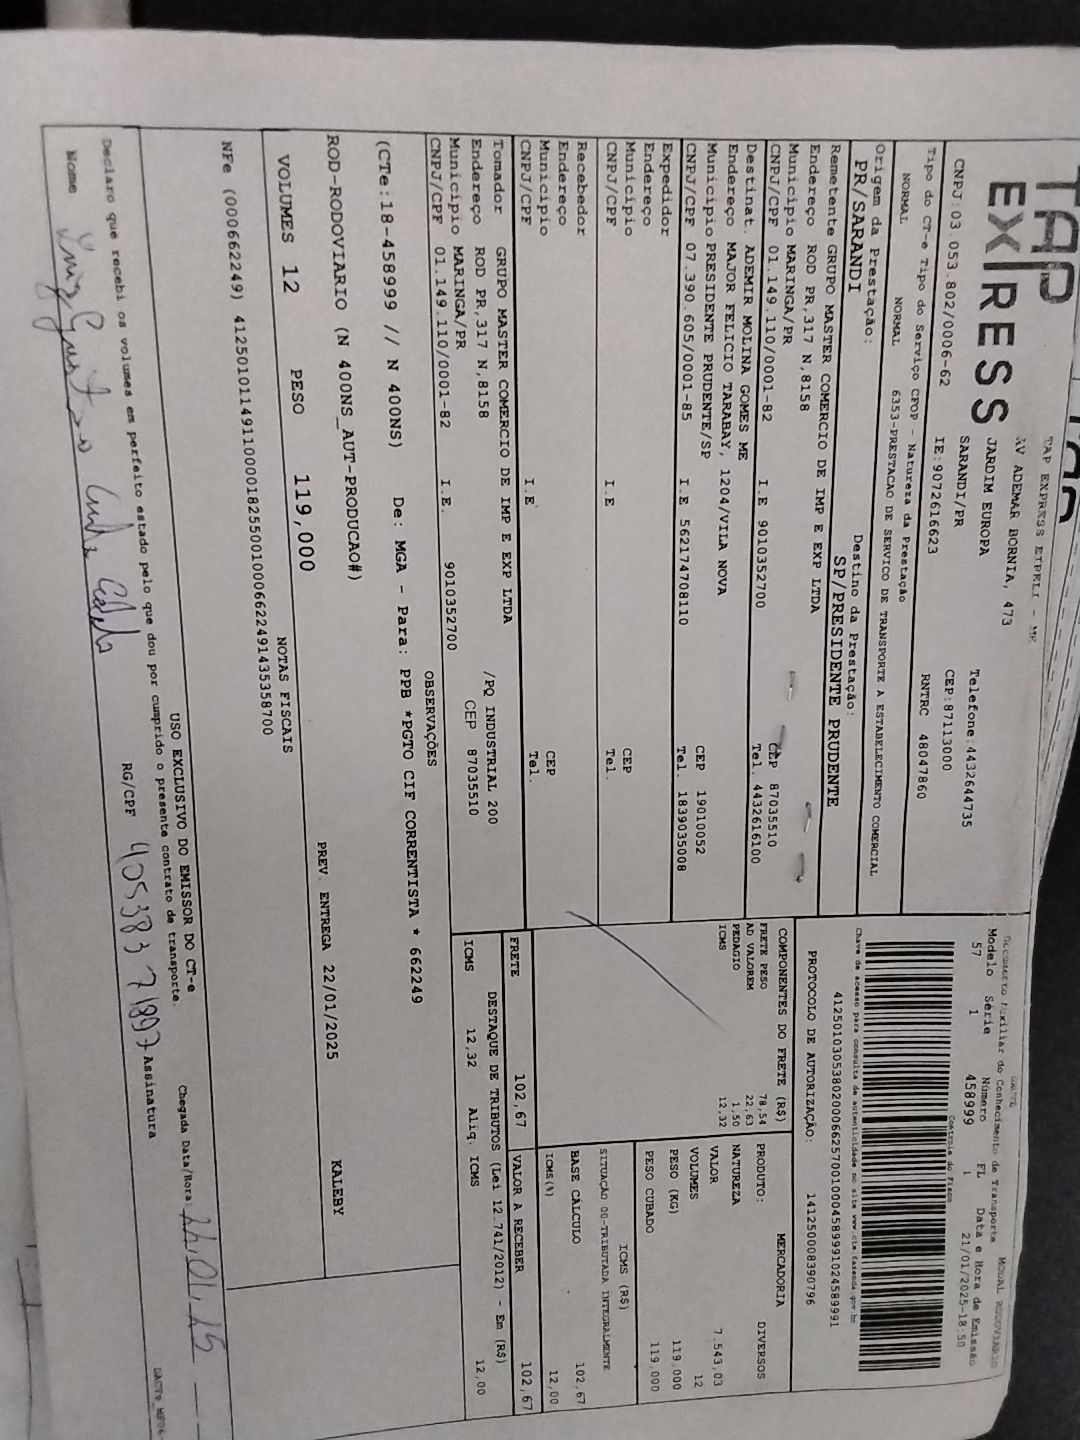 TAP
EXPRESS
TAP EXPRESS EIRELI - ME
AV ADEMAR BORNIA, 473
JARDIM EUROPA
SARANDI/PR
Telefone: 4432644735
CEP: 87113000
CNPJ: 03.053.802/0006-62
IE: 9072616623
RNTRC 48047860
DACTE
Documento Auxiliar do Conhecimento de Transporte
MODAL RODOVIARIO
Modelo Série Número FL Data e Hora de Emissão
57 1 458999 1 21/01/2025-18:50
Controle do Fisco
Chave de acesso para consulta de autenticidade no site www.cte.fazenda.gov.br
41250103053802000662570010004589991024589991
PROTOCOLO DE AUTORIZAÇÃO: 141250008390796
Tipo do CT-e Tipo do Serviço CFOP - Natureza da Prestação
NORMAL NORMAL 6353-PRESTACAO DE SERVICO DE TRANSPORTE A ESTABELECIMENTO COMERCIAL
Origem da Prestação: Destino da Prestação:
PR/SARANDI SP/PRESIDENTE PRUDENTE
Remetente GRUPO MASTER COMERCIO DE IMP E EXP LTDA
Endereço ROD PR,317 N,8158
Município MARINGA/PR CEP 87035510
CNPJ/CPF 01.149.110/0001-82 I.E 9010352700 Tel. 4432616100
Destinat. ADEMIR MOLINA GOMES ME
Endereço MAJOR FELICIO TARABAY, 1204/VILA NOVA
Município PRESIDENTE PRUDENTE/SP CEP 19010052
CNPJ/CPF 07.390.605/0001-85 I.E 562174708110 Tel. 1839035008
Expedidor
Endereço
Município CEP
CNPJ/CPF I.E Tel.
Recebedor
Endereço
Município CEP
CNPJ/CPF I.E Tel.
Tomador GRUPO MASTER COMERCIO DE IMP E EXP LTDA
Endereço ROD PR,317 N,8158 /PQ INDUSTRIAL 200
Município MARINGA/PR CEP 87035510
CNPJ/CPF 01.149.110/0001-82 I.E. 9010352700
COMPONENTES DO FRETE (R$)
FRETE PESO 78,54
AD VALOREM 22,63
PEDAGIO 1,50
ICMS 12,32
PRODUTO: MERCADORIA
NATUREZA DIVERSOS
VALOR 7.543,03
VOLUMES 12
PESO (KG) 119,000
PESO CUBADO 119,000
ICMS (R$)
SITUAÇÃO 00-TRIBUTADA INTEGRALMENTE
BASE CÁLCULO 102,67
ICMS(%) 12,00
FRETE 102,67 VALOR A RECEBER 102,67
DESTAQUE DE TRIBUTOS (Lei 12.741/2012) - Em (R$)
ICMS 12,32 Aliq. ICMS 12,00
OBSERVAÇÕES
(CTe:18-458999 // N 400NS) De: MGA - Para: PPB *PGTO CIF CORRENTISTA * 662249
ROD-RODOVIARIO (N 400NS_AUT-PRODUCAO#)
PREV. ENTREGA 22/01/2025 KALEBY
VOLUMES 12 PESO 119,000
NOTAS FISCAIS
NFe (000662249) 41250101149110000182550010006622491435358700
USO EXCLUSIVO DO EMISSOR DO CT-e
Declaro que recebi os volumes em perfeito estado pelo que dou por cumprido o presente contrato de transporte.
Chegada Data/Hora
Nome RG/CPF Assinatura